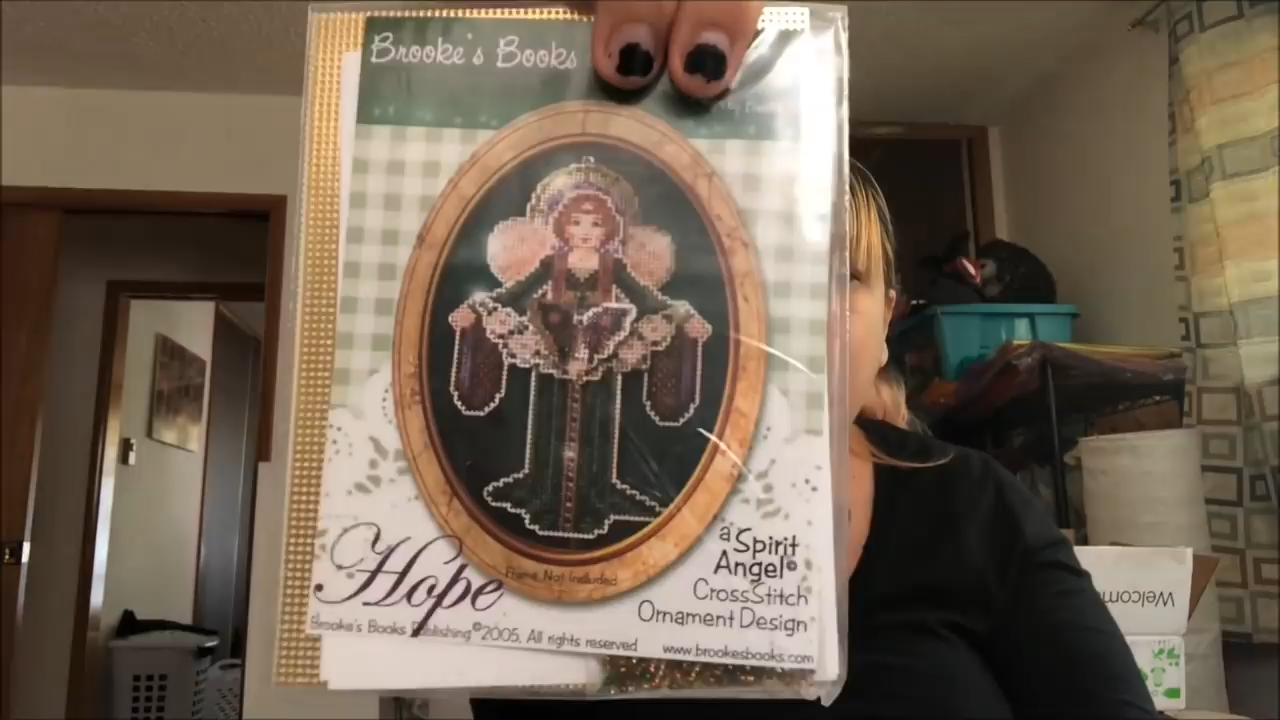 Brooke's Books
Hope
Frame Not Included
a Spirit
Angel©
CrossStitch
Ornament Design
Brooke's Books Publishing©2005, All rights reserved
www.brookesbooks.com
Welcome